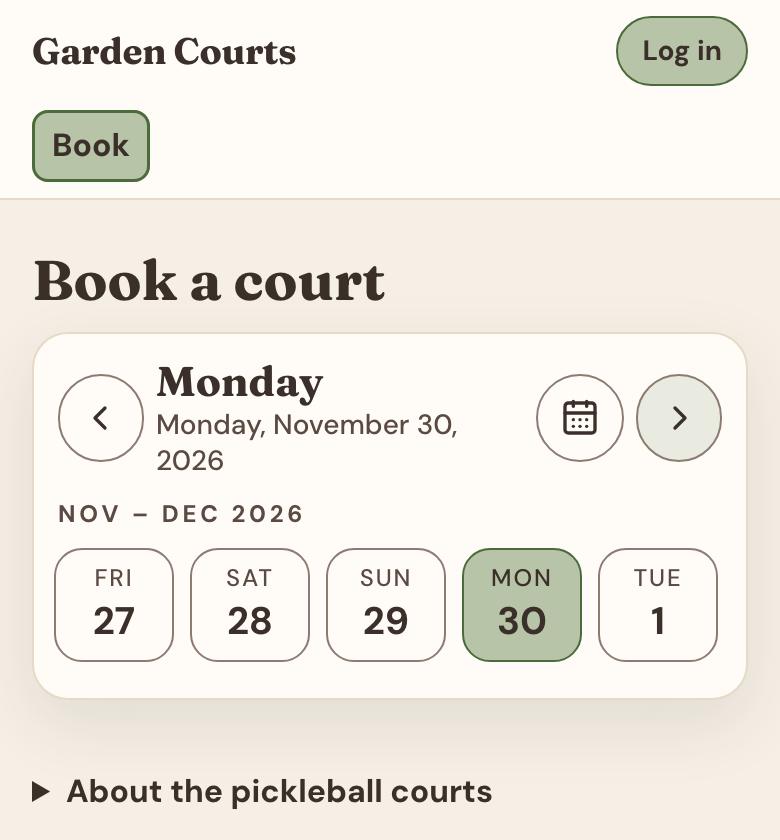 Garden Courts
Log in
Book
Book a court
Monday
Monday, November 30,
2026
NOV – DEC 2026
FRI SAT SUN MON TUE
27 28 29 30 1
About the pickleball courts